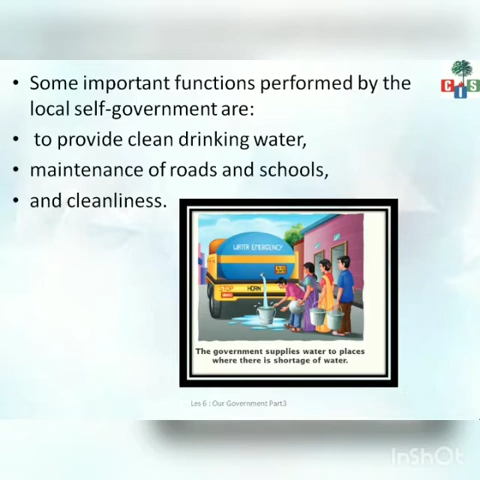 • Some important functions performed by the
local self-government are:
• to provide clean drinking water,
• maintenance of roads and schools,
• and cleanliness.
CIS
WATER EMERGENCY
STOP
HORN
The government supplies water to places
where there is shortage of water.
Les 6 : Our Government Part3
InShOt